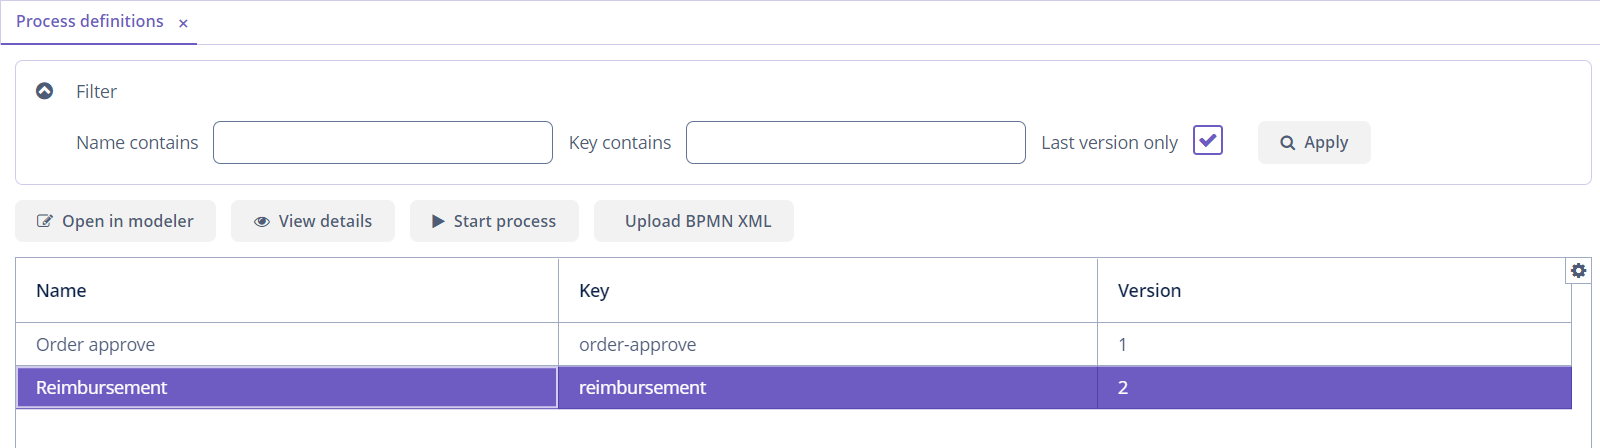 Process definitions ×
Filter
Name contains Key contains Last version only Apply
Open in modeler View details Start process Upload BPMN XML
Name Key Version
Order approve order-approve 1
Reimbursement reimbursement 2